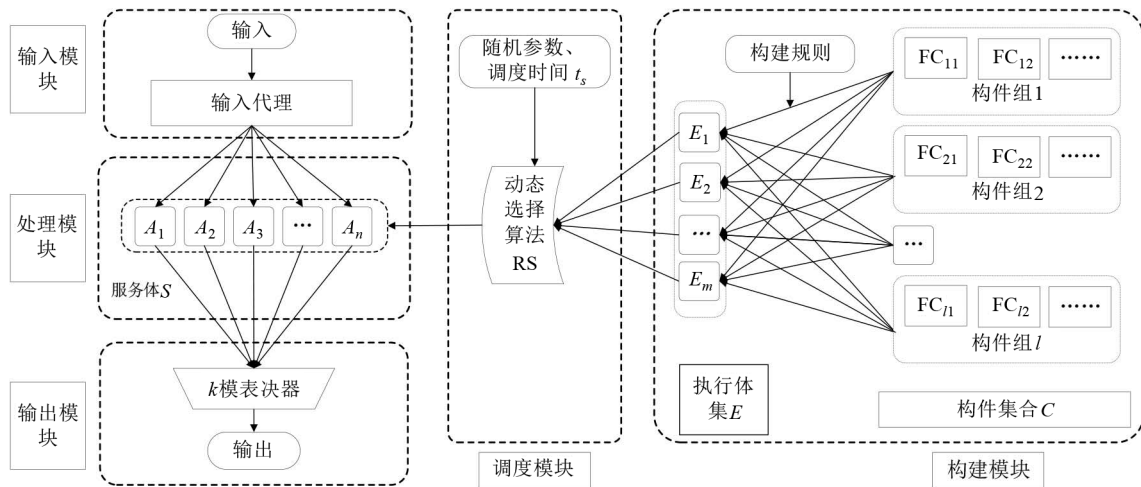 输入模
块
输入
输入代理
处理模
块
A₁
A₂
A₃
···
Aₙ
服务体S
输出模
块
k模表决器
输出
随机参数、
调度时间 tₛ
动态
选择
算法
RS
调度模块
构建规则
E₁
E₂
···
Eₘ
执行体
集E
FC₁₁ FC₁₂ ······
构件组1
FC₂₁ FC₂₂ ······
构件组2
···
FCₗ₁ FCₗ₂ ······
构件组l
构件集合C
构建模块